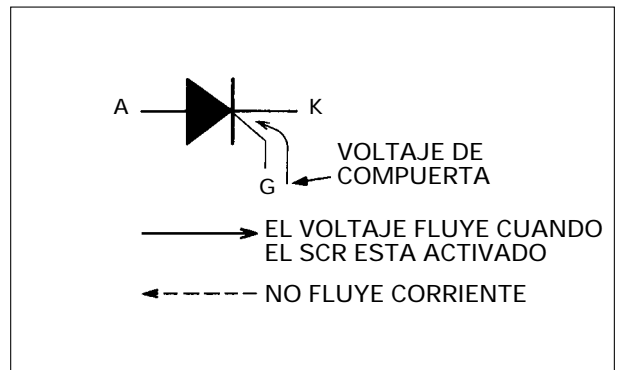 A K
VOLTAJE DE
G COMPUERTA
EL VOLTAJE FLUYE CUANDO
EL SCR ESTA ACTIVADO
NO FLUYE CORRIENTE